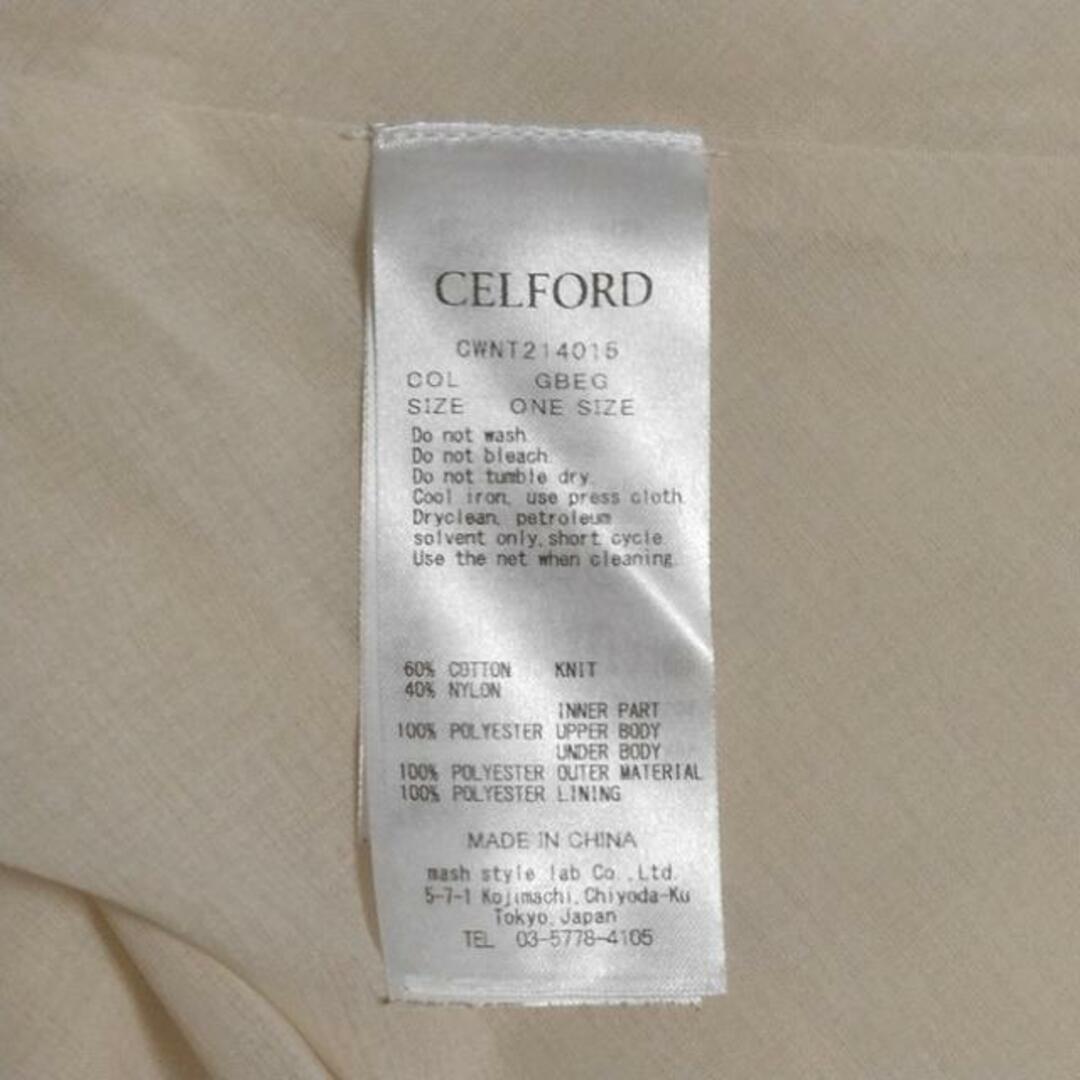 CELFORD
CWNT214015
COL GBEG
SIZE ONE SIZE
Do not wash.
Do not bleach.
Do not tumble dry.
Cool iron, use press cloth.
Dryclean, petroleum
solvent only, short cycle.
Use the net when cleaning.
60% COTTON KNIT
40% NYLON
INNER PART
100% POLYESTER UPPER BODY
UNDER BODY
100% POLYESTER OUTER MATERIAL
100% POLYESTER LINING
MADE IN CHINA
mash style lab Co.,Ltd.
5-7-1 Kojimachi, Chiyoda-Ku
Tokyo, Japan
TEL 03-5778-4105